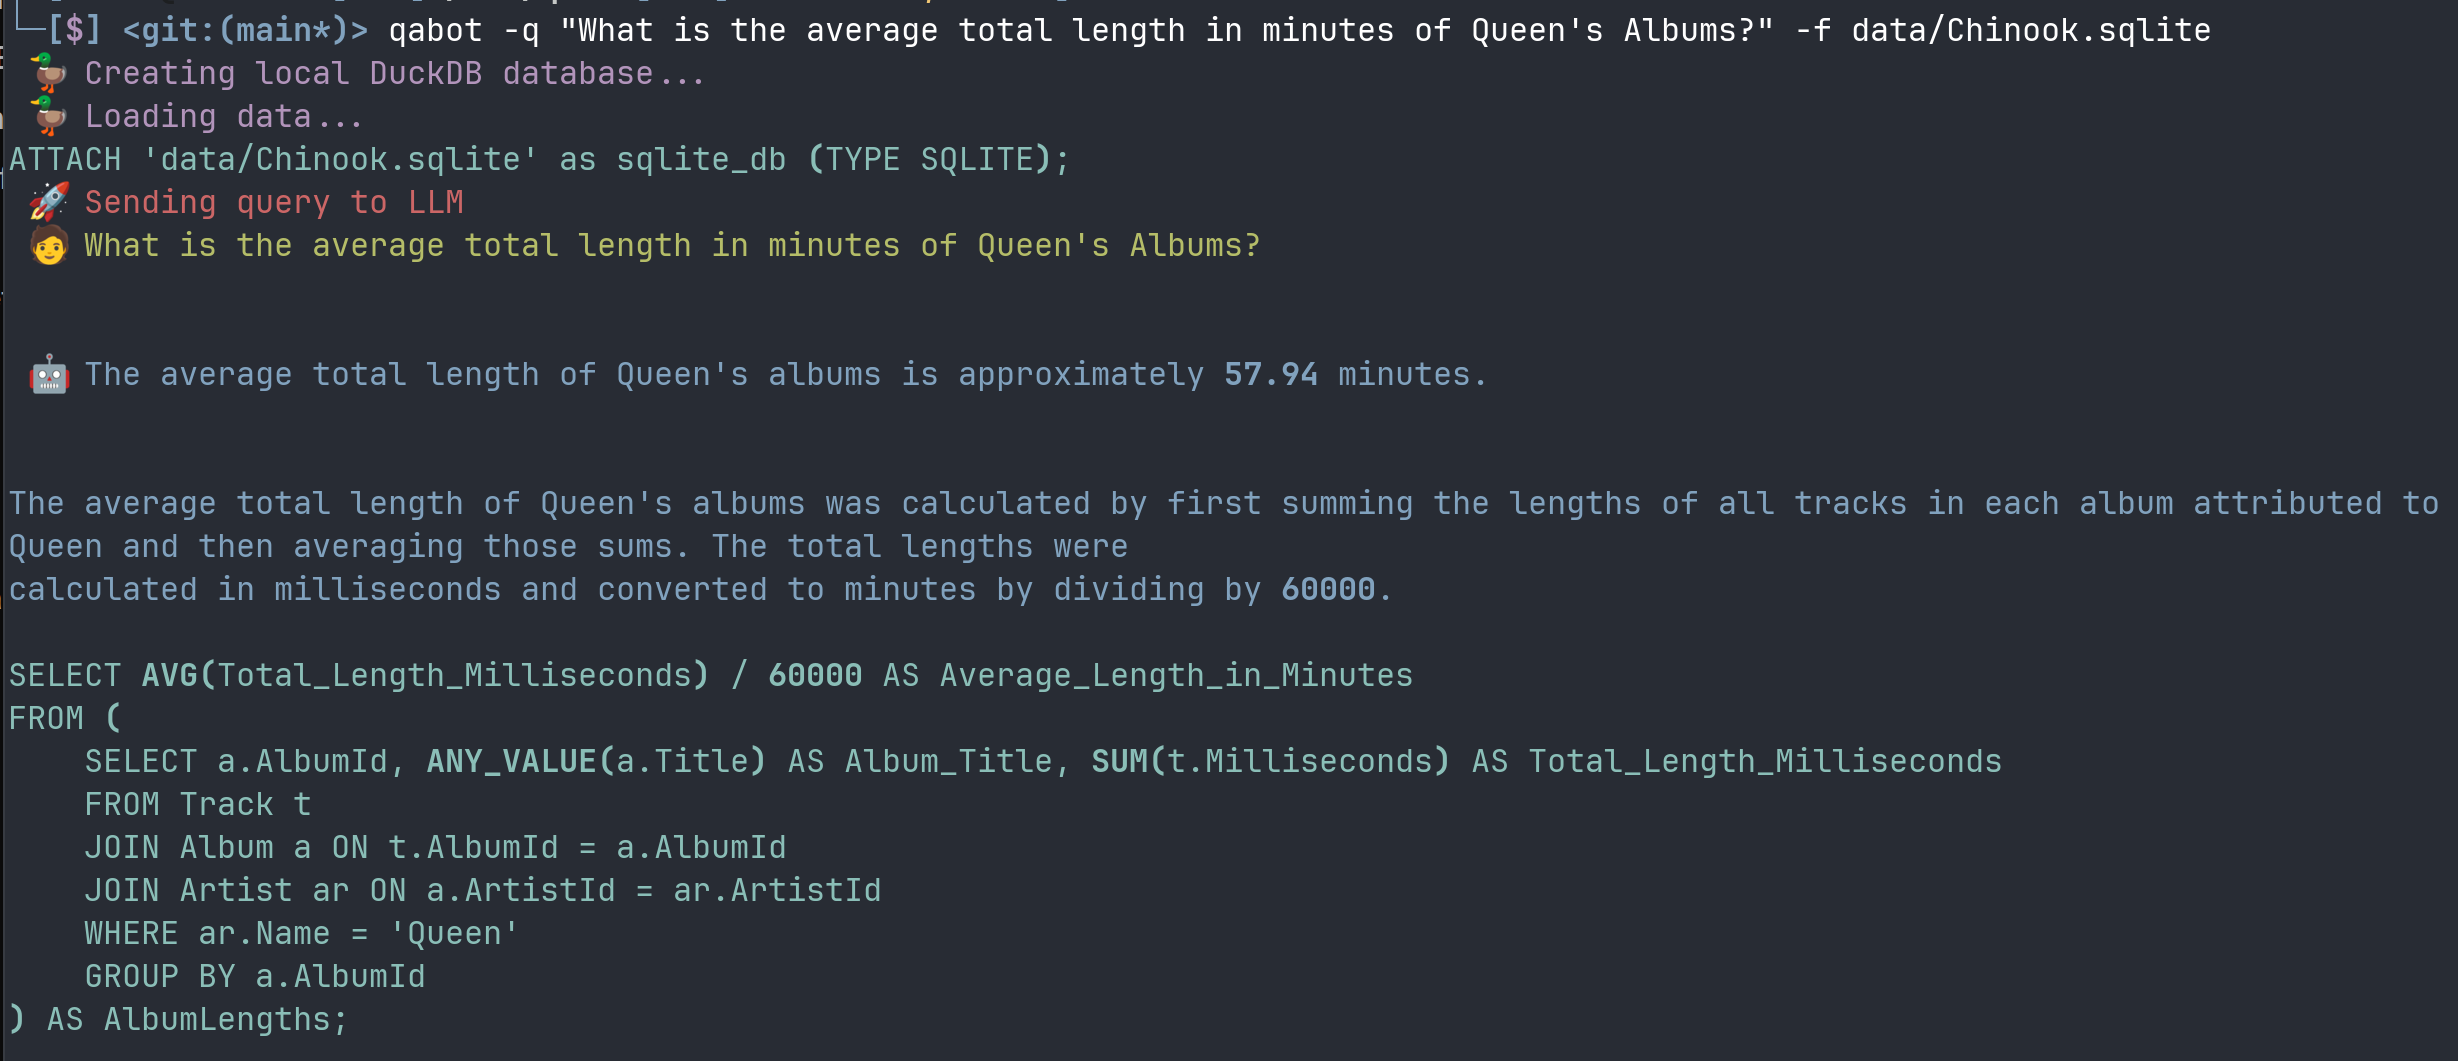 [$] <git:(main*)> qabot -q "What is the average total length in minutes of Queen's Albums?" -f data/Chinook.sqlite
Creating local DuckDB database...
Loading data...
ATTACH 'data/Chinook.sqlite' as sqlite_db (TYPE SQLITE);
Sending query to LLM
What is the average total length in minutes of Queen's Albums?
The average total length of Queen's albums is approximately 57.94 minutes.
The average total length of Queen's albums was calculated by first summing the lengths of all tracks in each album attributed to
Queen and then averaging those sums. The total lengths were
calculated in milliseconds and converted to minutes by dividing by 60000.
SELECT AVG(Total_Length_Milliseconds) / 60000 AS Average_Length_in_Minutes
FROM (
    SELECT a.AlbumId, ANY_VALUE(a.Title) AS Album_Title, SUM(t.Milliseconds) AS Total_Length_Milliseconds
    FROM Track t
    JOIN Album a ON t.AlbumId = a.AlbumId
    JOIN Artist ar ON a.ArtistId = ar.ArtistId
    WHERE ar.Name = 'Queen'
    GROUP BY a.AlbumId
) AS AlbumLengths;